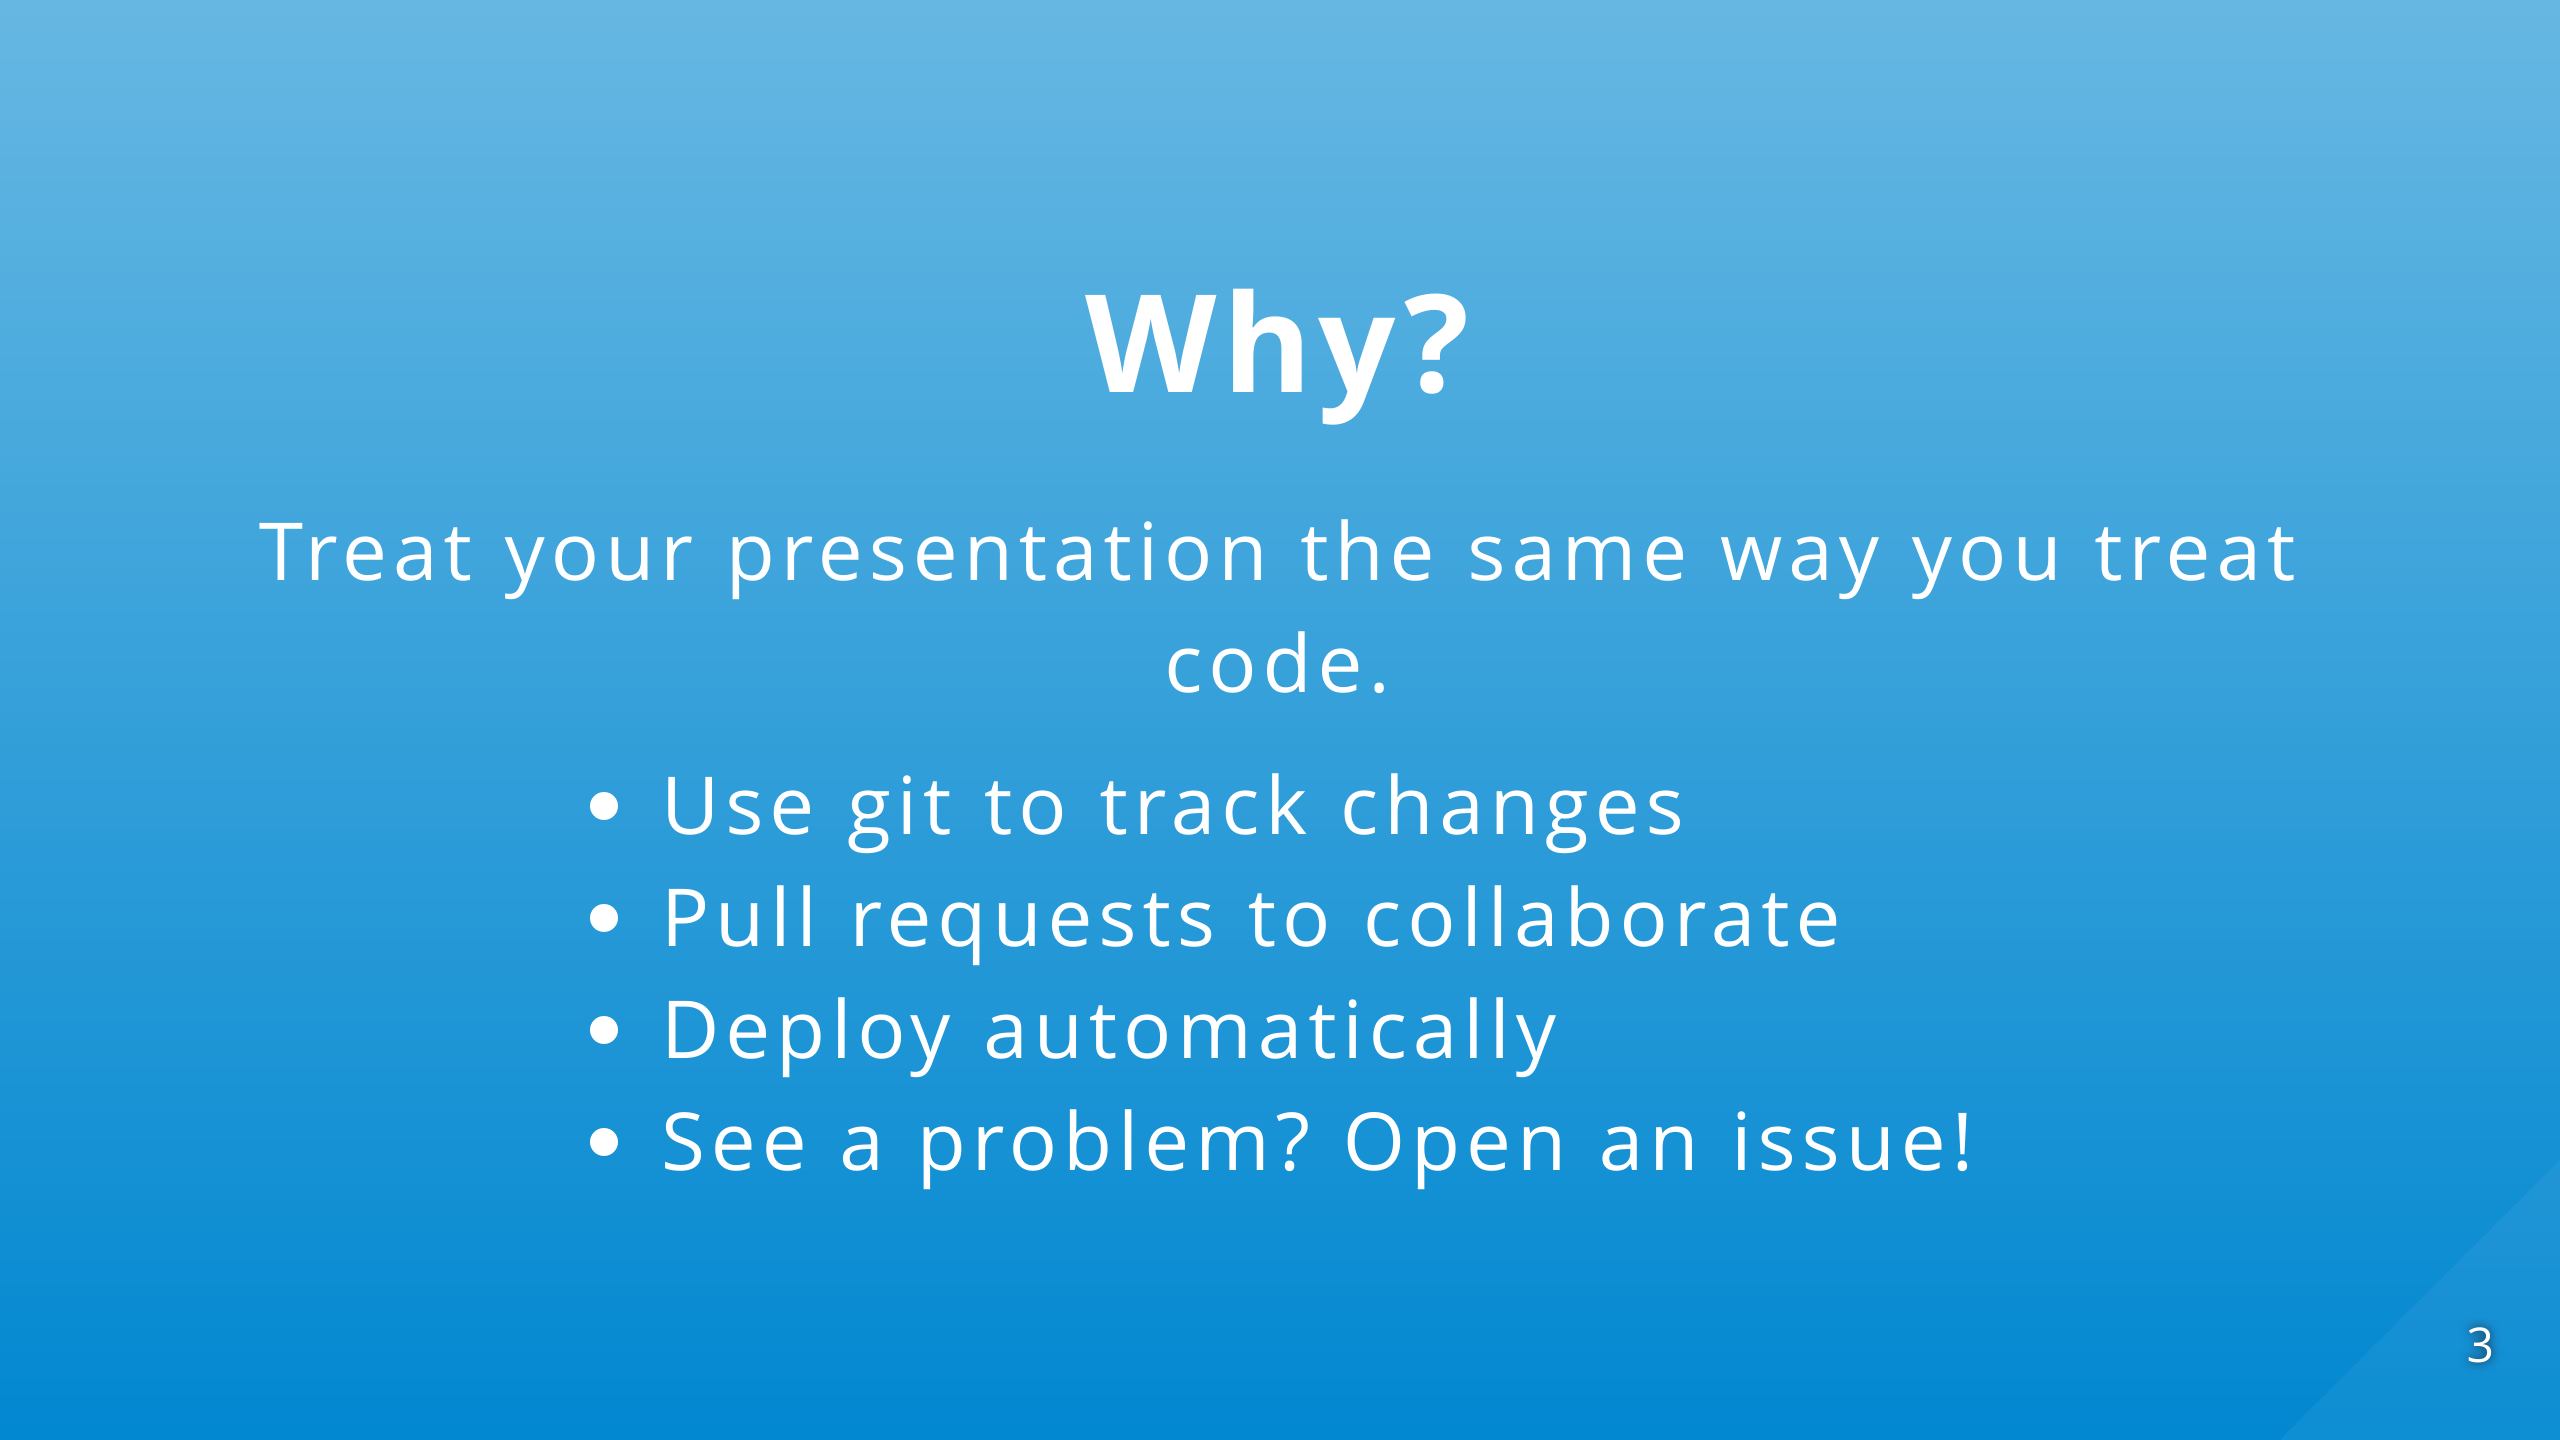 Why?
Treat your presentation the same way you treat
code.
• Use git to track changes
• Pull requests to collaborate
• Deploy automatically
• See a problem? Open an issue!
3